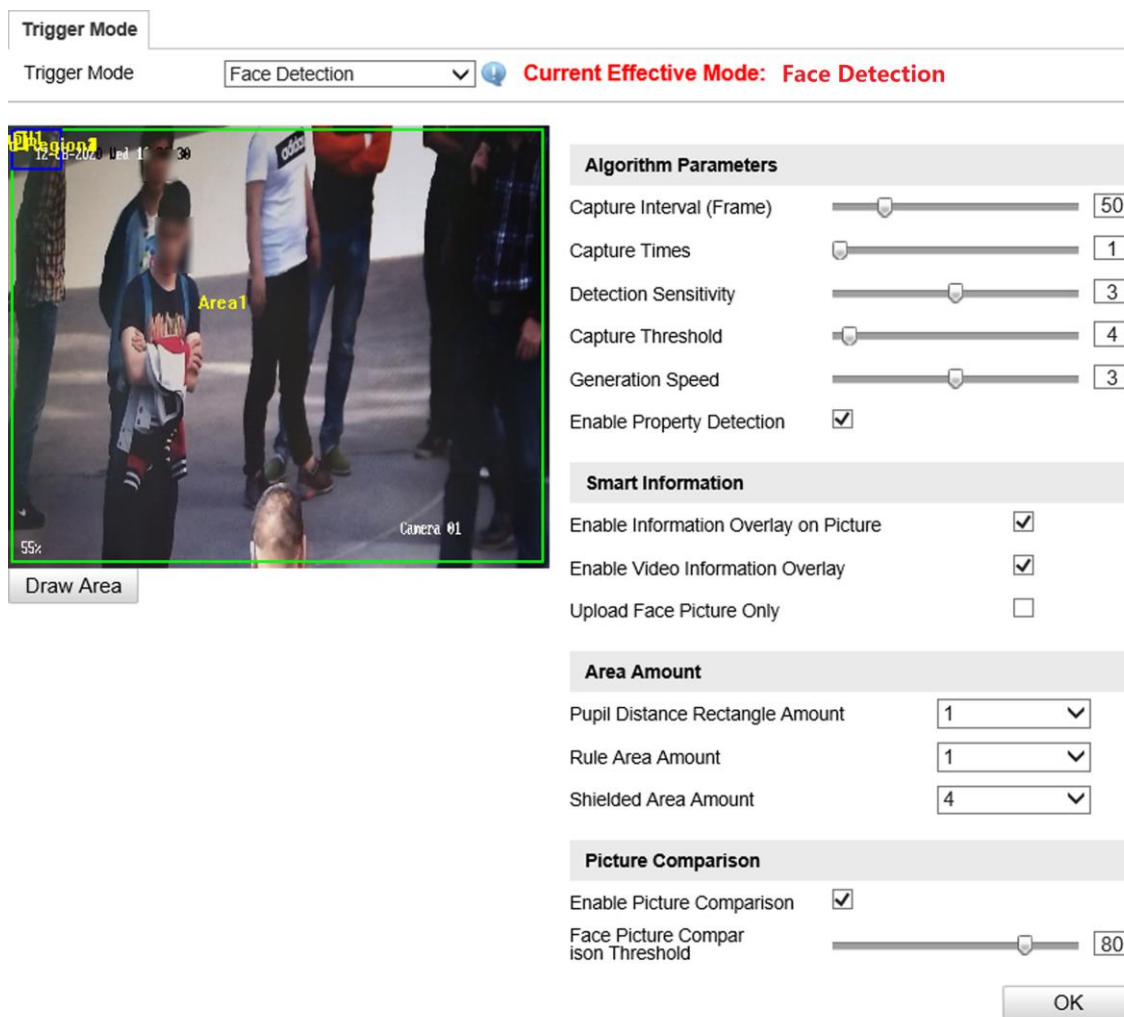 Trigger Mode
Trigger Mode
Face Detection
Current Effective Mode: Face Detection
Region
Wed
30
adidas
Area1
Camera 01
55%
Draw Area
Algorithm Parameters
Capture Interval (Frame)
50
Capture Times
1
Detection Sensitivity
3
Capture Threshold
4
Generation Speed
3
Enable Property Detection
Smart Information
Enable Information Overlay on Picture
Enable Video Information Overlay
Upload Face Picture Only
Area Amount
Pupil Distance Rectangle Amount
1
Rule Area Amount
1
Shielded Area Amount
4
Picture Comparison
Enable Picture Comparison
Face Picture Compar
ison Threshold
80
OK